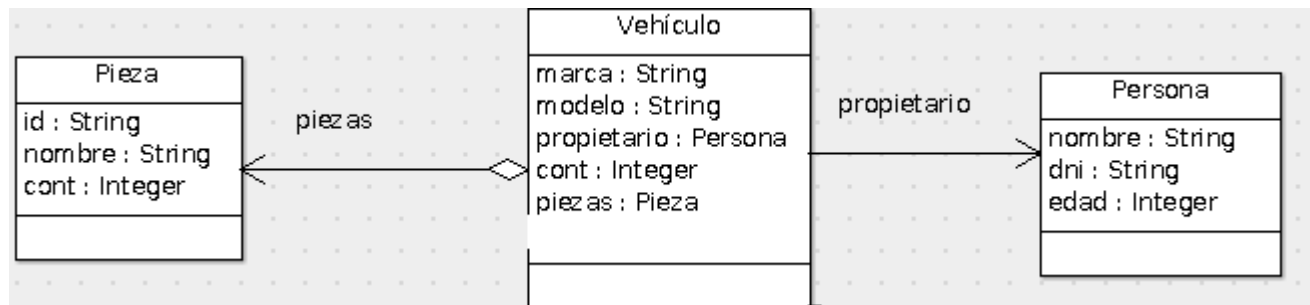 Pieza
id : String
nombre : String
cont : Integer
piezas
Vehículo
marca : String
modelo : String
propietario : Persona
cont : Integer
piezas : Pieza
propietario
Persona
nombre : String
dni : String
edad : Integer